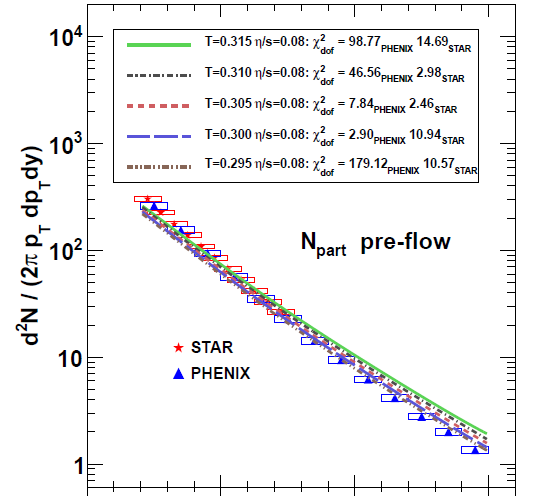 10⁴
T=0.315 η/s=0.08: χ²dof = 98.77PHENIX 14.69STAR
T=0.310 η/s=0.08: χ²dof = 46.56PHENIX 2.98STAR
T=0.305 η/s=0.08: χ²dof = 7.84PHENIX 2.46STAR
T=0.300 η/s=0.08: χ²dof = 2.90PHENIX 10.94STAR
T=0.295 η/s=0.08: χ²dof = 179.12PHENIX 10.57STAR
10³
d²N / (2π pT dpTdy)
10²
Npart pre-flow
STAR
PHENIX
10
1